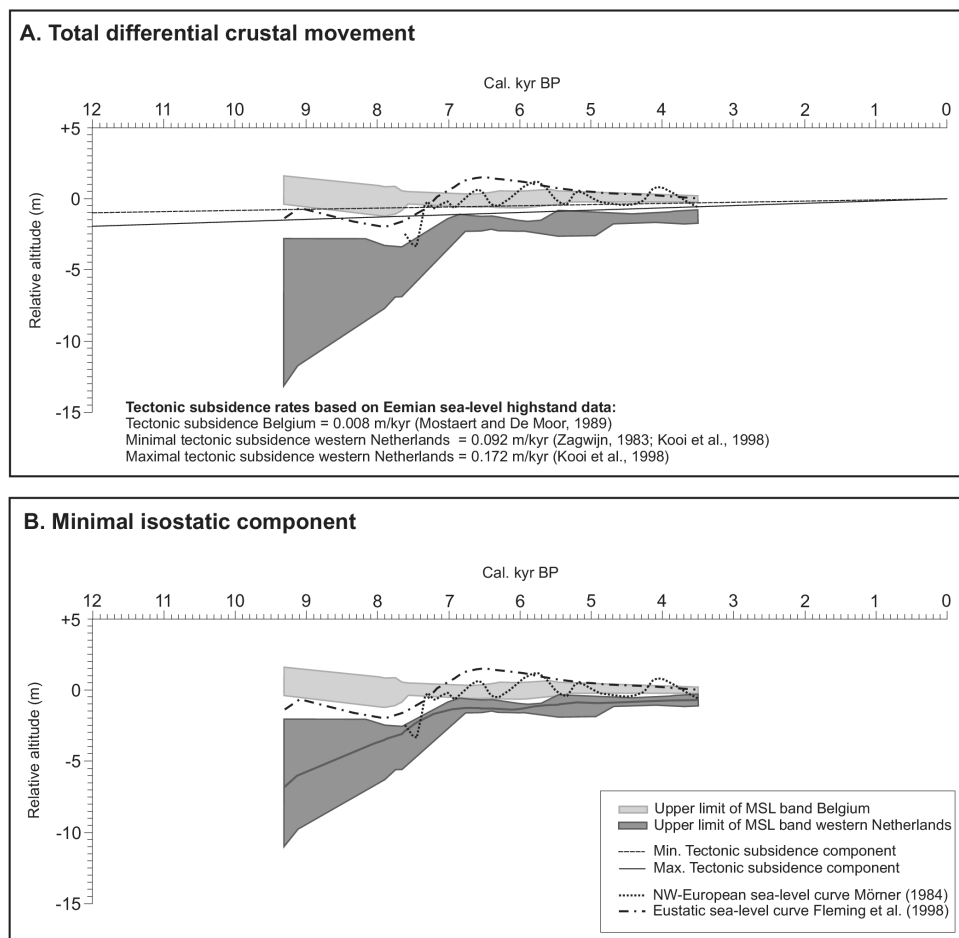 A. Total differential crustal movement
Cal. kyr BP
12 11 10 9 8 7 6 5 4 3 2 1 0
+5
0
-5
-10
-15
Relative altitude (m)
Tectonic subsidence rates based on Eemian sea-level highstand data:
Tectonic subsidence Belgium = 0.008 m/kyr (Mostaert and De Moor, 1989)
Minimal tectonic subsidence western Netherlands = 0.092 m/kyr (Zagwijn, 1983; Kooi et al., 1998)
Maximal tectonic subsidence western Netherlands = 0.172 m/kyr (Kooi et al., 1998)
B. Minimal isostatic component
Cal. kyr BP
12 11 10 9 8 7 6 5 4 3 2 1 0
+5
0
-5
-10
-15
Relative altitude (m)
Upper limit of MSL band Belgium
Upper limit of MSL band western Netherlands
Min. Tectonic subsidence component
Max. Tectonic subsidence component
NW-European sea-level curve Mörner (1984)
Eustatic sea-level curve Fleming et al. (1998)